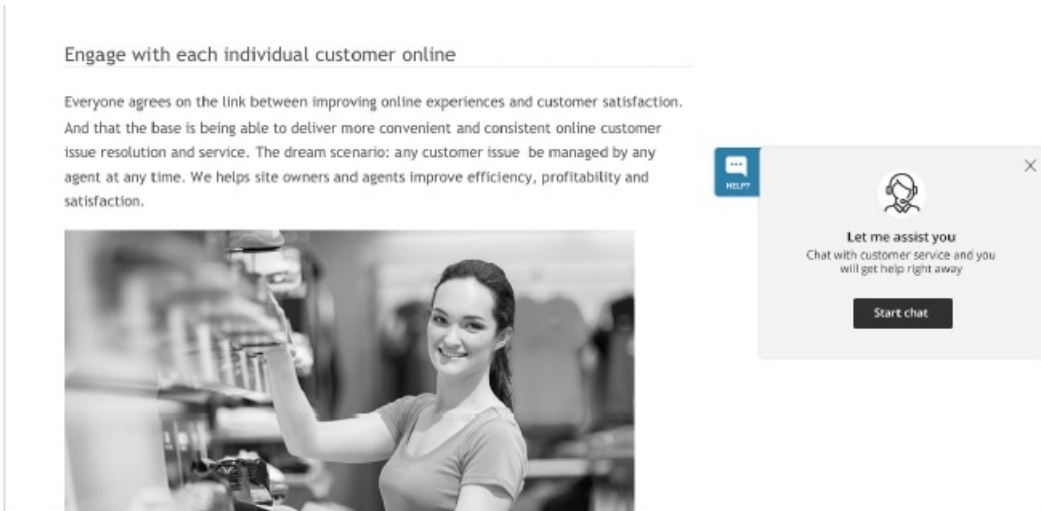 Engage with each individual customer online
Everyone agrees on the link between improving online experiences and customer satisfaction.
And that the base is being able to deliver more convenient and consistent online customer
issue resolution and service. The dream scenario: any customer issue be managed by any
agent at any time. We helps site owners and agents improve efficiency, profitability and
satisfaction.
HELP?
Let me assist you
Chat with customer service and you
will get help right away
Start chat